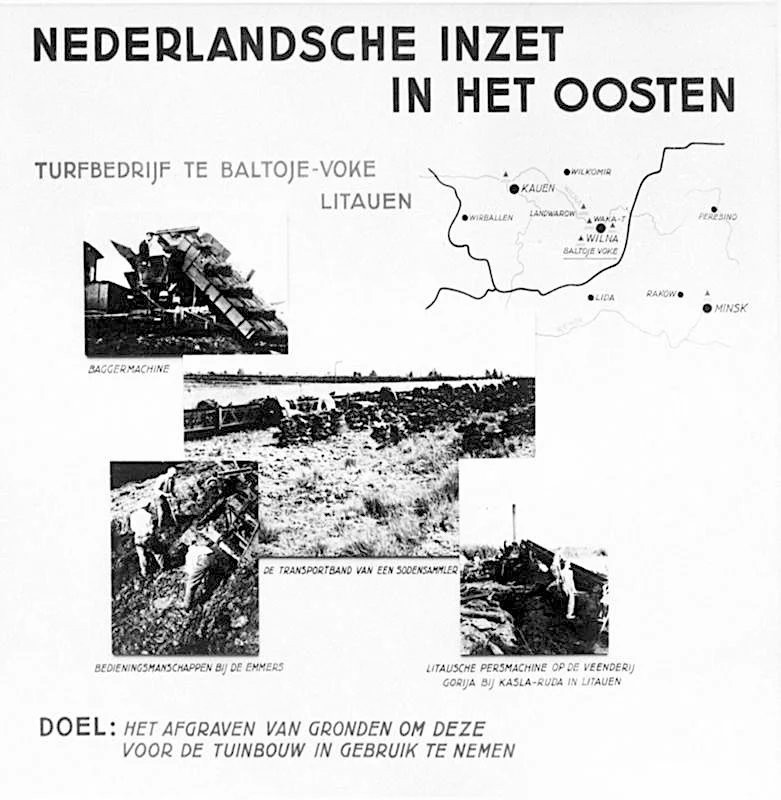 NEDERLANDSCHE INZET
IN HET OOSTEN
TURFBEDRIJF TE BALTOJE-VOKE
LITAUEN
WILKOMIR
KAUEN
WIRBALLEN
LANDWAROW
WAKA-T
PERESINO
WILNA
BALTOJE VOKE
LIDA
RAKOW
MINSK
BAGGERMACHINE
DE TRANSPORTBAND VAN EEN SODENSAMMLER
BEDIENINGSMANSCHAPPEN BIJ DE EMMERS
LITAUSCHE PERSMACHINE OP DE VEENDERIJ
GORIJA BIJ KASLA-RUDA IN LITAUEN
DOEL: HET AFGRAVEN VAN GRONDEN OM DEZE
VOOR DE TUINBOUW IN GEBRUIK TE NEMEN